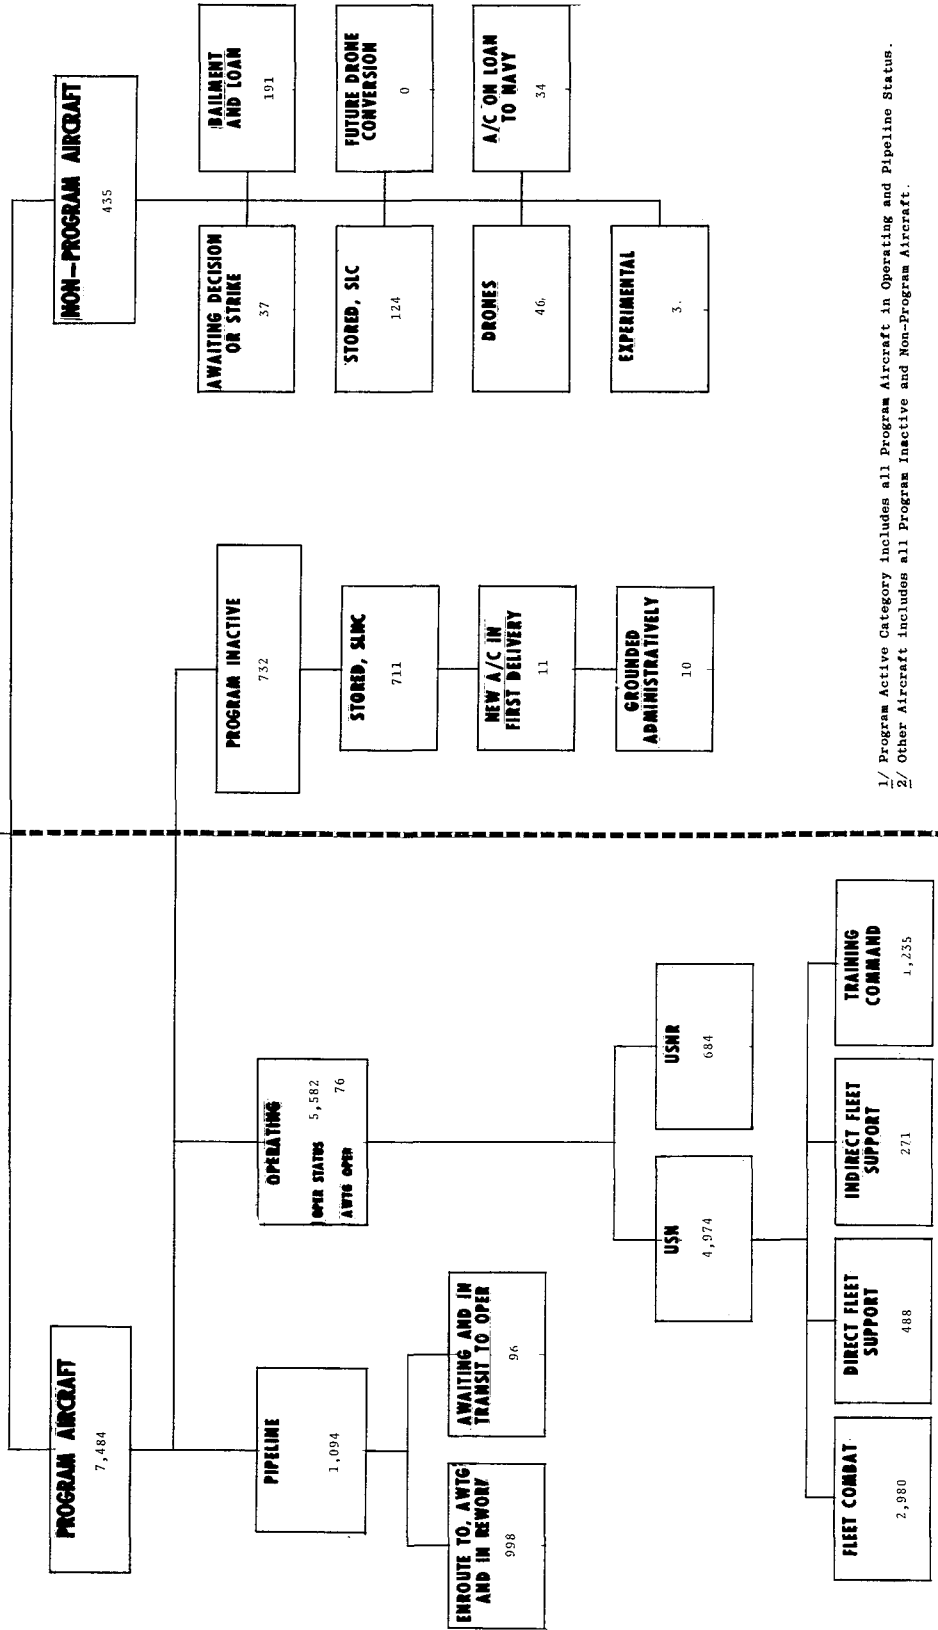 PROGRAM AIRCRAFT
7,484
NON-PROGRAM AIRCRAFT
435
PIPELINE
1,094
OPERATING
OPER STATUS 5,582
AWTG OPER 76
PROGRAM INACTIVE
732
AWAITING DECISION
OR STRIKE
37
BAILMENT
AND LOAN
191
STORED, SLC
124
FUTURE DRONE
CONVERSION
0
DRONES
46
A/C ON LOAN
TO NAVY
34
EXPERIMENTAL
3
STORED, SLNC
711
NEW A/C IN
FIRST DELIVERY
11
GROUNDED
ADMINISTRATIVELY
10
ENROUTE TO, AWTG
AND IN REWORK
998
AWAITING AND IN
TRANSIT TO OPER
96
USN
4,974
USNR
684
FLEET COMBAT
2,980
DIRECT FLEET
SUPPORT
488
INDIRECT FLEET
SUPPORT
271
TRAINING
COMMAND
1,235
1/ Program Active Category includes all Program Aircraft in Operating and Pipeline Status.
2/ Other Aircraft includes all Program Inactive and Non-Program Aircraft.